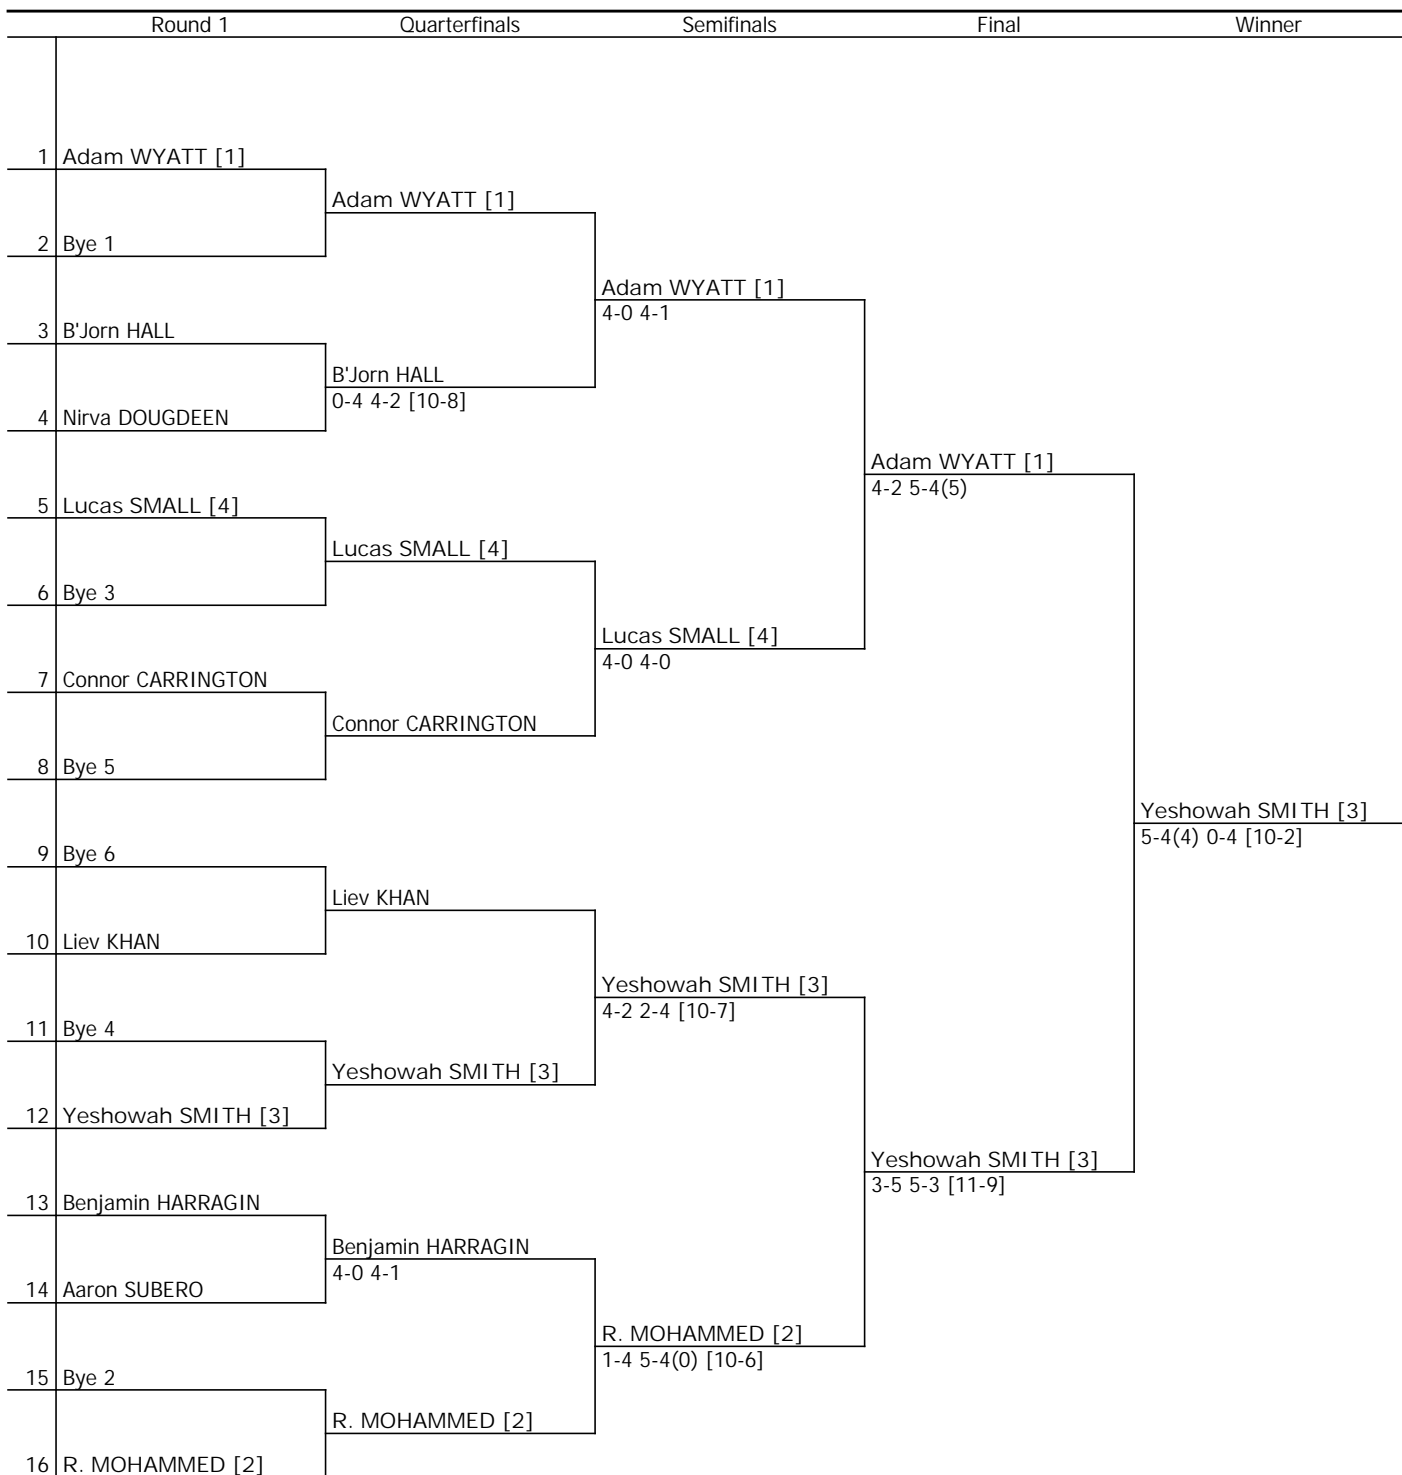 Round 1 Quarterfinals Semifinals Final Winner
1 Adam WYATT [1]
Adam WYATT [1]
2 Bye 1
Adam WYATT [1]
4-0 4-1
3 B'Jorn HALL
B'Jorn HALL
0-4 4-2 [10-8]
4 Nirva DOUGDEEN
Adam WYATT [1]
4-2 5-4(5)
5 Lucas SMALL [4]
Lucas SMALL [4]
6 Bye 3
Lucas SMALL [4]
4-0 4-0
7 Connor CARRINGTON
Connor CARRINGTON
8 Bye 5
Yeshowah SMITH [3]
5-4(4) 0-4 [10-2]
9 Bye 6
Liev KHAN
10 Liev KHAN
Yeshowah SMITH [3]
4-2 2-4 [10-7]
11 Bye 4
Yeshowah SMITH [3]
12 Yeshowah SMITH [3]
Yeshowah SMITH [3]
3-5 5-3 [11-9]
13 Benjamin HARRAGIN
Benjamin HARRAGIN
4-0 4-1
14 Aaron SUBERO
R. MOHAMMED [2]
1-4 5-4(0) [10-6]
15 Bye 2
R. MOHAMMED [2]
16 R. MOHAMMED [2]